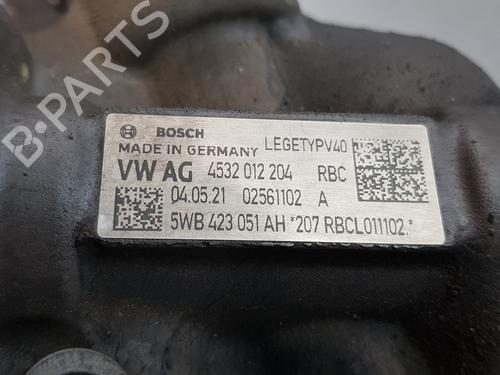 B-PARTS
BOSCH
MADE IN GERMANY LEGETYPV40
VW AG 4532 012 204 RBC
04.05.21 02561102 A
5WB 423 051 AH *207 RBCL011102.*